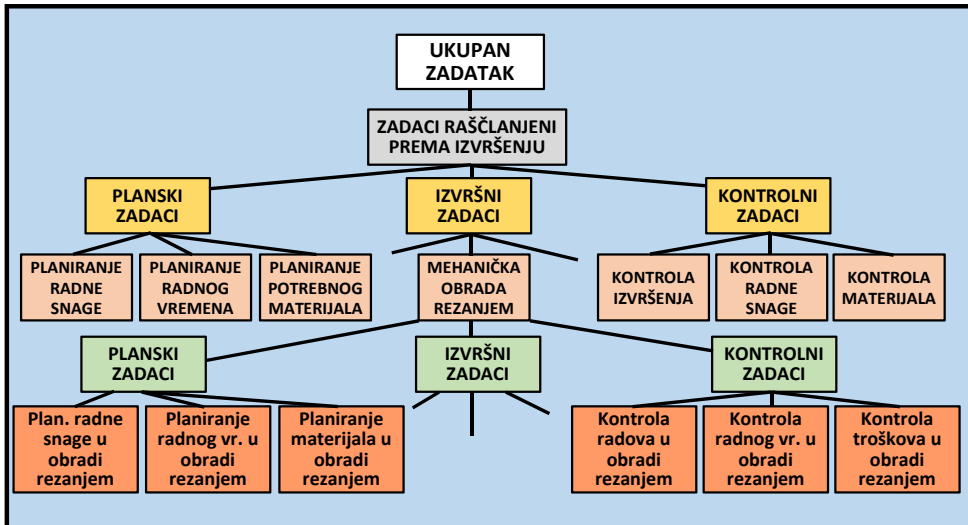 UKUPAN
ZADATAK
ZADACI RAŠČLANJENI
PREMA IZVRŠENJU
PLANSKI
ZADACI
IZVRŠNI
ZADACI
KONTROLNI
ZADACI
PLANIRANJE
RADNE
SNAGE
PLANIRANJE
RADNOG
VREMENA
PLANIRANJE
POTREBNOG
MATERIJALA
MEHANIČKA
OBRADA
REZANJEM
KONTROLA
IZVRŠENJA
KONTROLA
RADNE
SNAGE
KONTROLA
MATERIJALA
PLANSKI
ZADACI
IZVRŠNI
ZADACI
KONTROLNI
ZADACI
Plan. radne
snage u
obradi
rezanjem
Planiranje
radnog vr. u
obradi
rezanjem
Planiranje
materijala u
obradi
rezanjem
Kontrola
radova u
obradi
rezanjem
Kontrola
radnog vr. u
obradi
rezanjem
Kontrola
troškova u
obradi
rezanjem